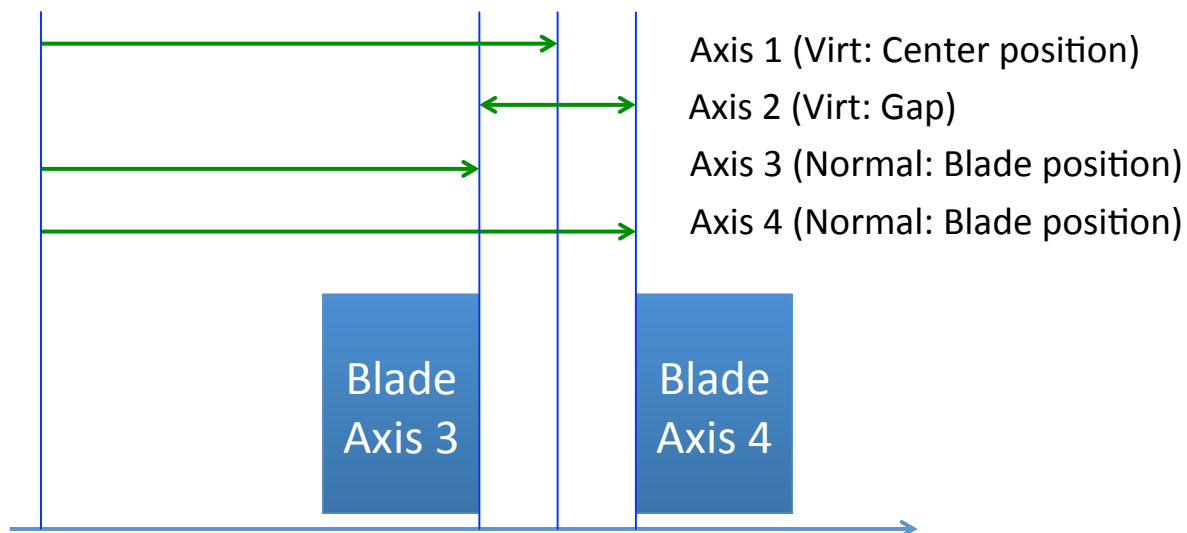 Axis 1 (Virt: Center position)
Axis 2 (Virt: Gap)
Axis 3 (Normal: Blade position)
Axis 4 (Normal: Blade position)
Blade
Axis 3
Blade
Axis 4